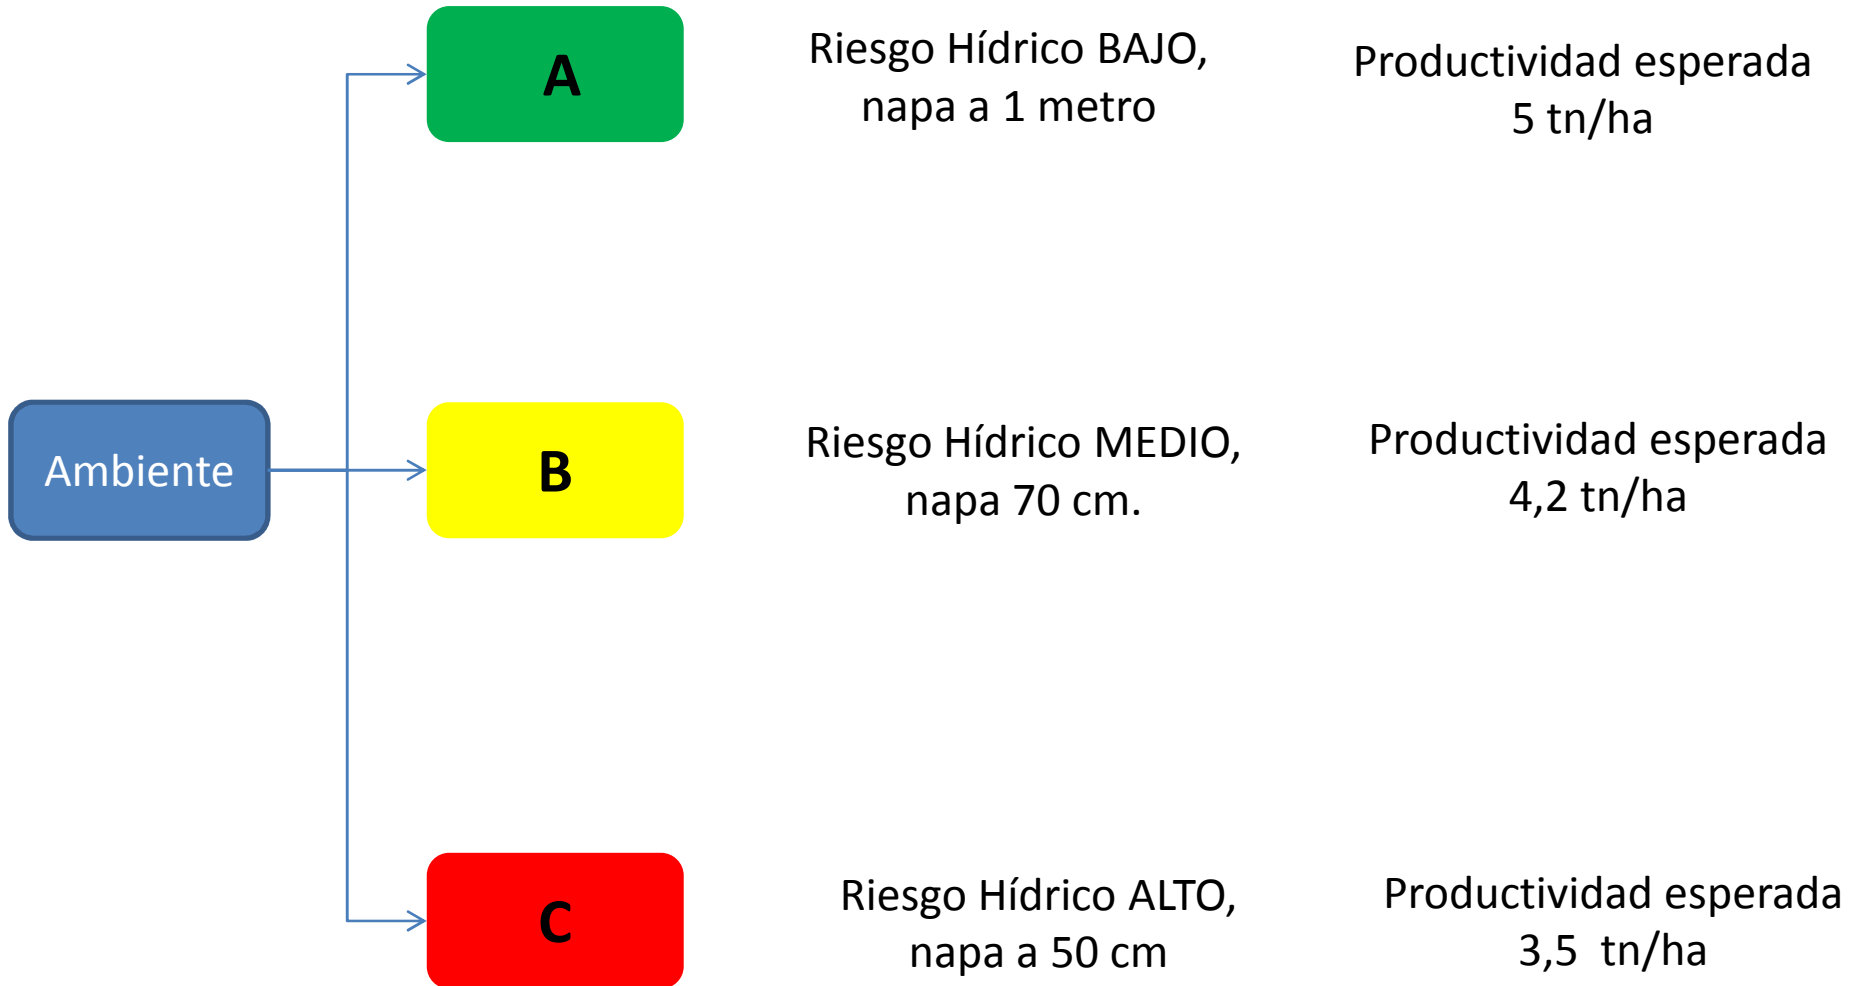 A
Riesgo Hídrico BAJO,
napa a 1 metro
Productividad esperada
5 tn/ha
Ambiente
B
Riesgo Hídrico MEDIO,
napa 70 cm.
Productividad esperada
4,2 tn/ha
C
Riesgo Hídrico ALTO,
napa a 50 cm
Productividad esperada
3,5 tn/ha